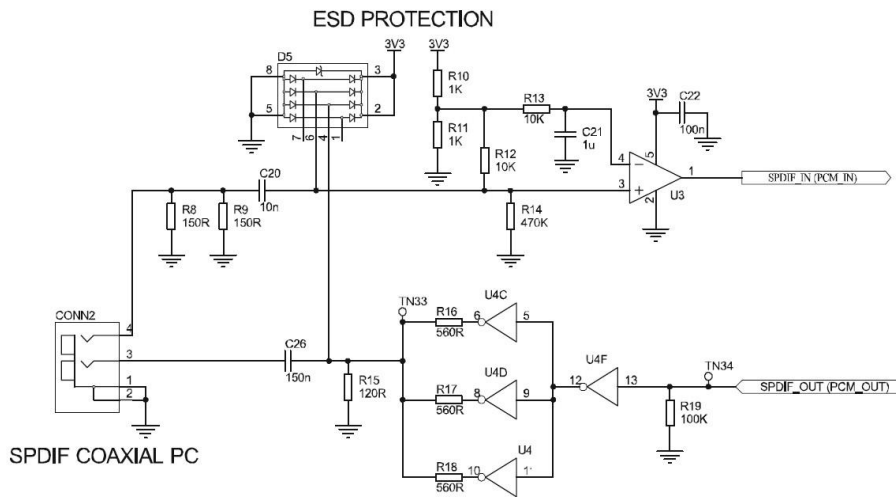 ESD PROTECTION
D5
8
5
3
2
7
6
4
1
3V3
3V3
R10
1K
R11
1K
R13
10K
R12
10K
C21
1u
3V3
C22
100n
4
3
5
2
1
U3
SPDIF_IN (PCM_IN)
C20
10n
R8
150R
R9
150R
R14
470K
CONN2
4
3
1
2
C26
150n
R15
120R
TN33
R16
560R
6
U4C
5
R17
560R
8
U4D
9
R18
560R
10
U4
11
U4F
12
13
TN34
R19
100K
SPDIF_OUT (PCM_OUT)
SPDIF COAXIAL PC